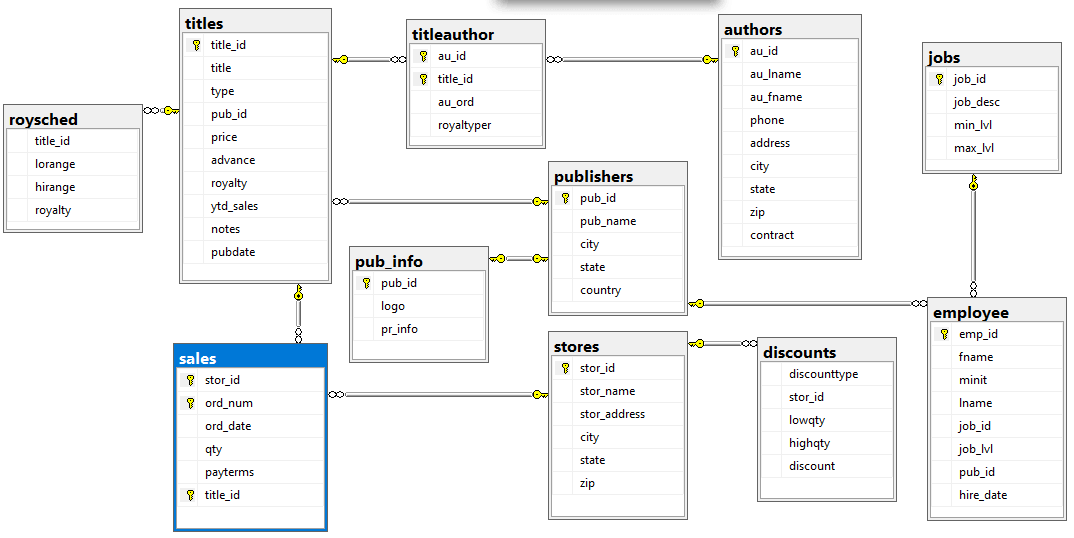 titles
title_id
title
type
pub_id
price
advance
royalty
ytd_sales
notes
pubdate
titleauthor
au_id
title_id
au_ord
royaltyper
authors
au_id
au_lname
au_fname
phone
address
city
state
zip
contract
jobs
job_id
job_desc
min_lvl
max_lvl
roysched
title_id
lorange
hirange
royalty
publishers
pub_id
pub_name
city
state
country
pub_info
pub_id
logo
pr_info
employee
emp_id
fname
minit
lname
job_id
job_lvl
pub_id
hire_date
sales
stor_id
ord_num
ord_date
qty
payterms
title_id
stores
stor_id
stor_name
stor_address
city
state
zip
discounts
discounttype
stor_id
lowqty
highqty
discount